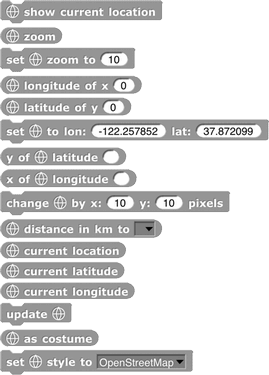 show current location
zoom
set zoom to 10
longitude of x 0
latitude of y 0
set to lon: -122.257852 lat: 37.872099
y of latitude
x of longitude
change by x: 10 y: 10 pixels
distance in km to
current location
current latitude
current longitude
update
as costume
set style to OpenStreetMap